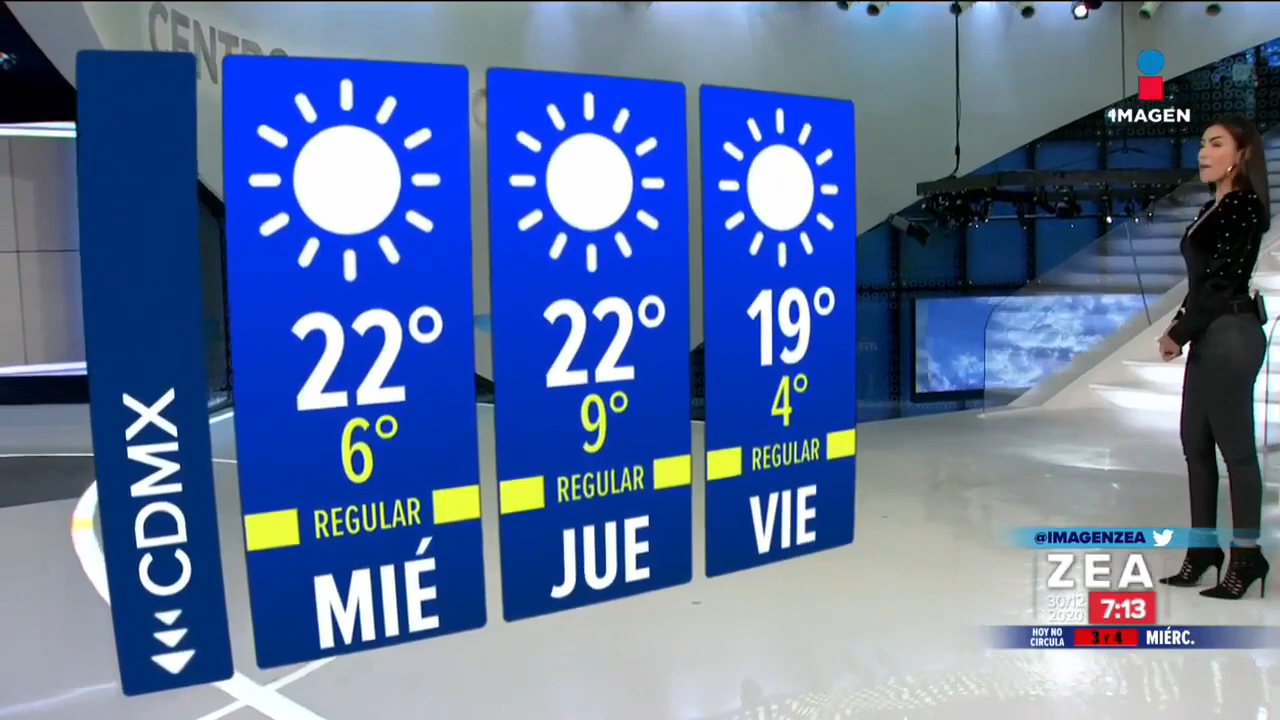 CENTRO
IMAGEN
CDMX
22°
6°
REGULAR
MIÉ
22°
9°
REGULAR
JUE
19°
4°
REGULAR
VIE
@IMAGENZEA
ZEA
30/12
2020
7:13
HOY NO
CIRCULA
3 Y 4
MIÉRC.